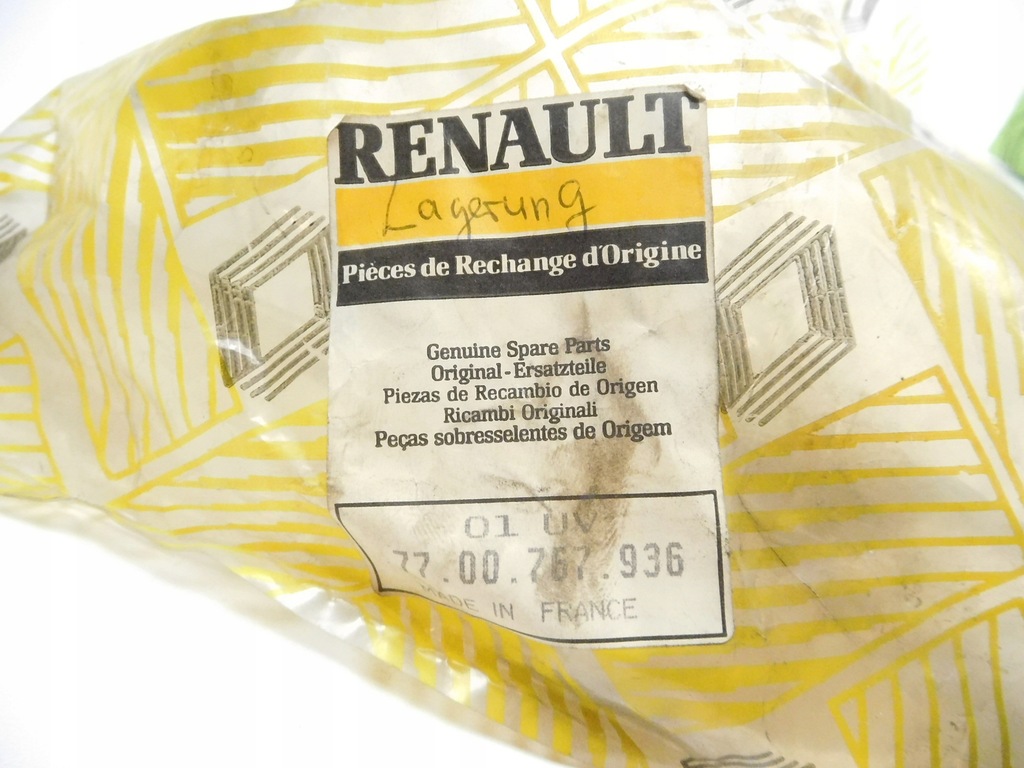 RENAULT
Lagerung
Pièces de Rechange d'Origine
Genuine Spare Parts
Original-Ersatzteile
Piezas de Recambio de Origen
Ricambi Originali
Peças sobresselentes de Origem
01 UV
77.00.767.936
MADE IN FRANCE